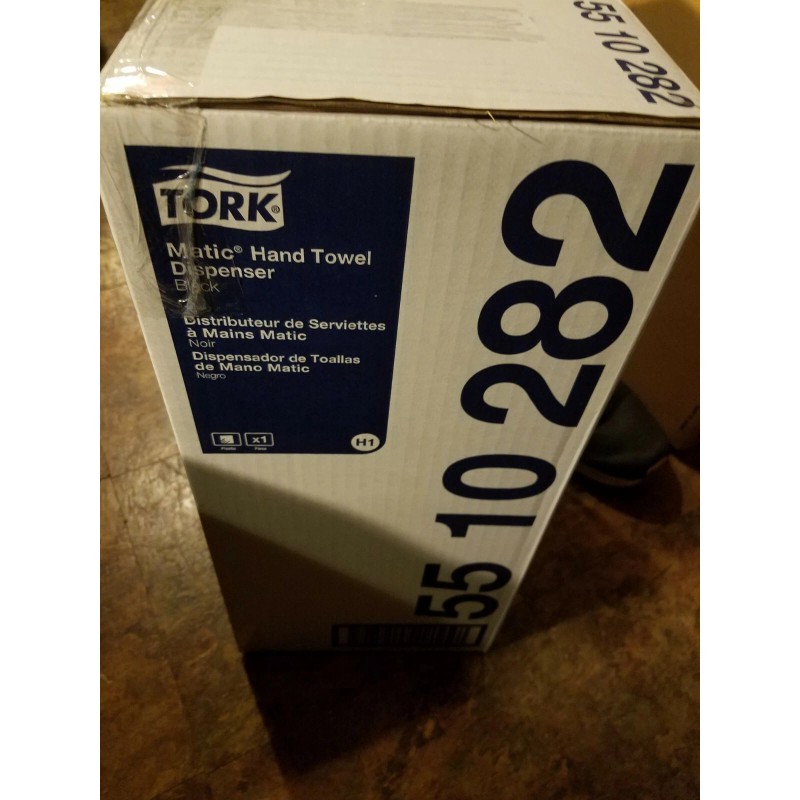 55 10 282
TORK®
Matic® Hand Towel
Dispenser
Black
Distributeur de Serviettes
à Mains Matic
Noir
Dispensador de Toallas
de Mano Matic
Negro
x1
H1
55 10 282